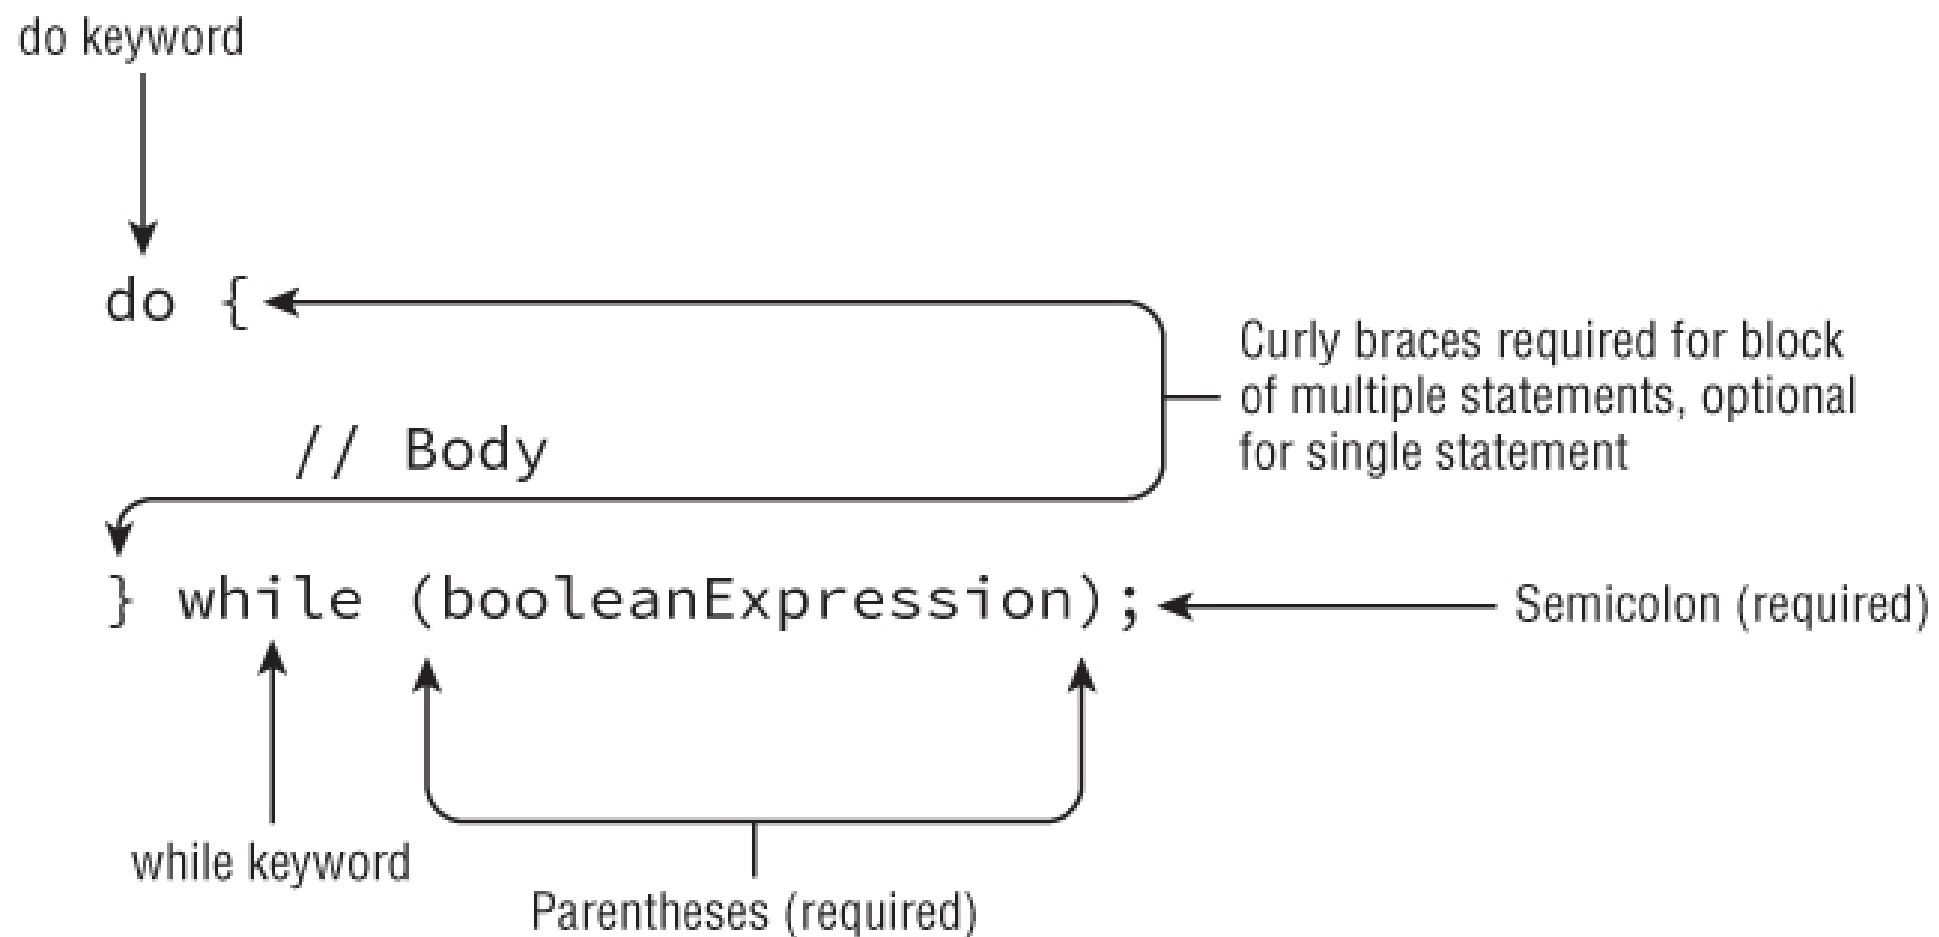 do keyword
do {
Curly braces required for block
of multiple statements, optional
for single statement
// Body
} while (booleanExpression);
Semicolon (required)
while keyword
Parentheses (required)